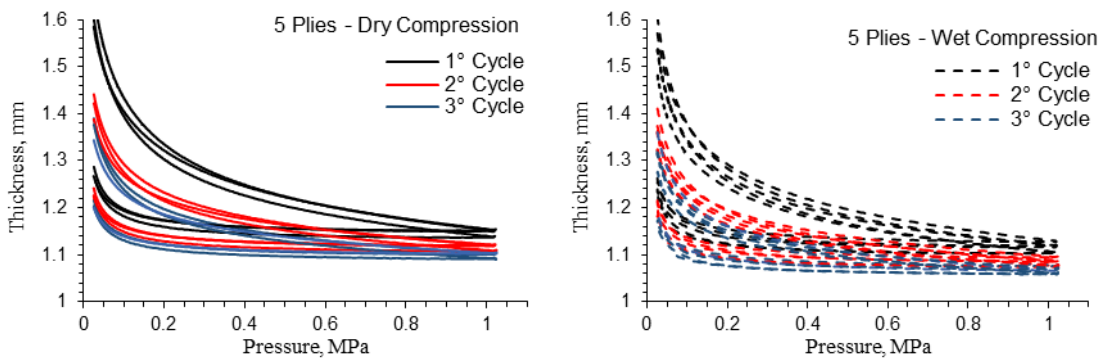 5 Plies - Dry Compression
1° Cycle
2° Cycle
3° Cycle
Thickness, mm
1.6
1.5
1.4
1.3
1.2
1.1
1
0 0.2 0.4 0.6 0.8 1
Pressure, MPa
5 Plies - Wet Compression
1° Cycle
2° Cycle
3° Cycle
Thickness, mm
1.6
1.5
1.4
1.3
1.2
1.1
1
0 0.2 0.4 0.6 0.8 1
Pressure, MPa